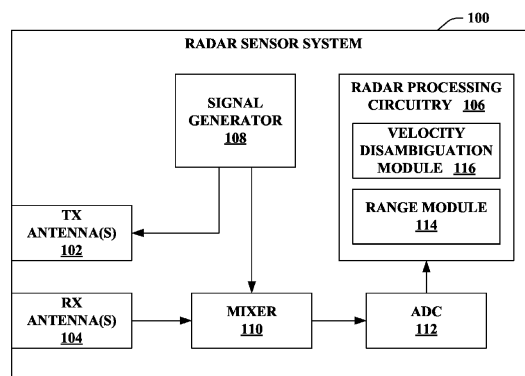 100
RADAR SENSOR SYSTEM
SIGNAL
GENERATOR
108
RADAR PROCESSING
CIRCUITRY 106
VELOCITY
DISAMBIGUATION
MODULE 116
RANGE MODULE
114
TX
ANTENNA(S)
102
RX
ANTENNA(S)
104
MIXER
110
ADC
112